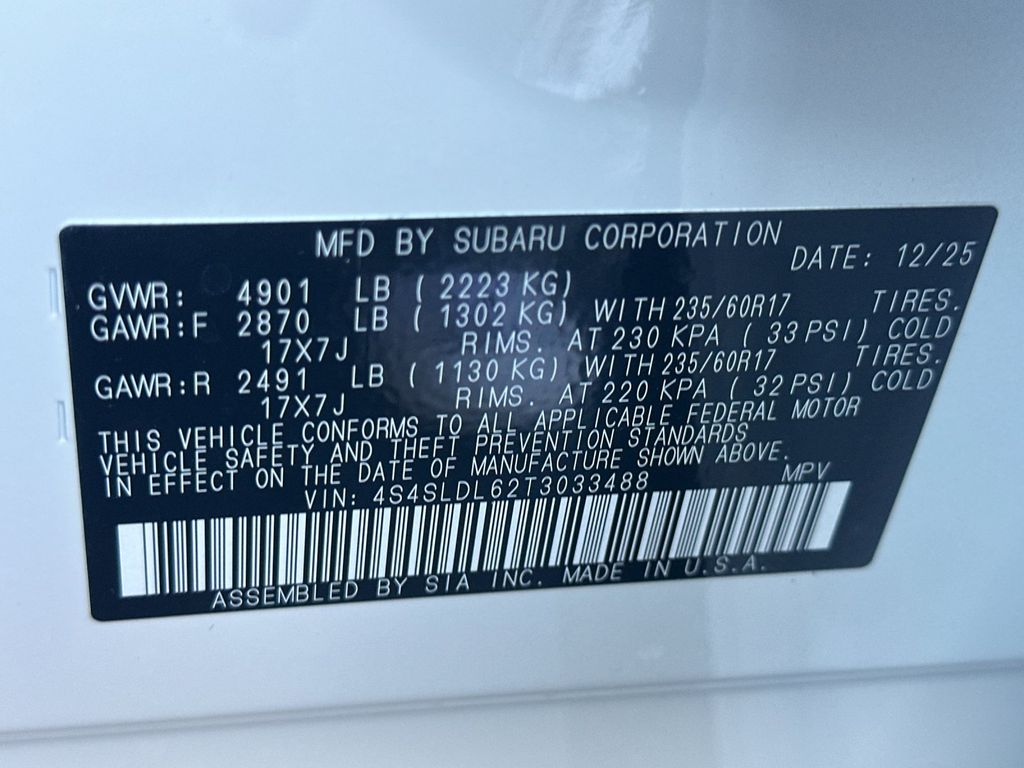 MFD BY SUBARU CORPORATION
DATE: 12/25
GVWR: 4901 LB (2223 KG)
GAWR:F 2870 LB (1302 KG) WITH 235/60R17 TIRES.
17X7J RIMS. AT 230 KPA (33 PSI) COLD
GAWR:R 2491 LB (1130 KG) WITH 235/60R17 TIRES.
17X7J RIMS. AT 220 KPA (32 PSI) COLD
THIS VEHICLE CONFORMS TO ALL APPLICABLE FEDERAL MOTOR
VEHICLE SAFETY AND THEFT PREVENTION STANDARDS
IN EFFECT ON THE DATE OF MANUFACTURE SHOWN ABOVE.
VIN: 4S4SLDL62T3033488 MPV
ASSEMBLED BY SIA INC. MADE IN U.S.A.